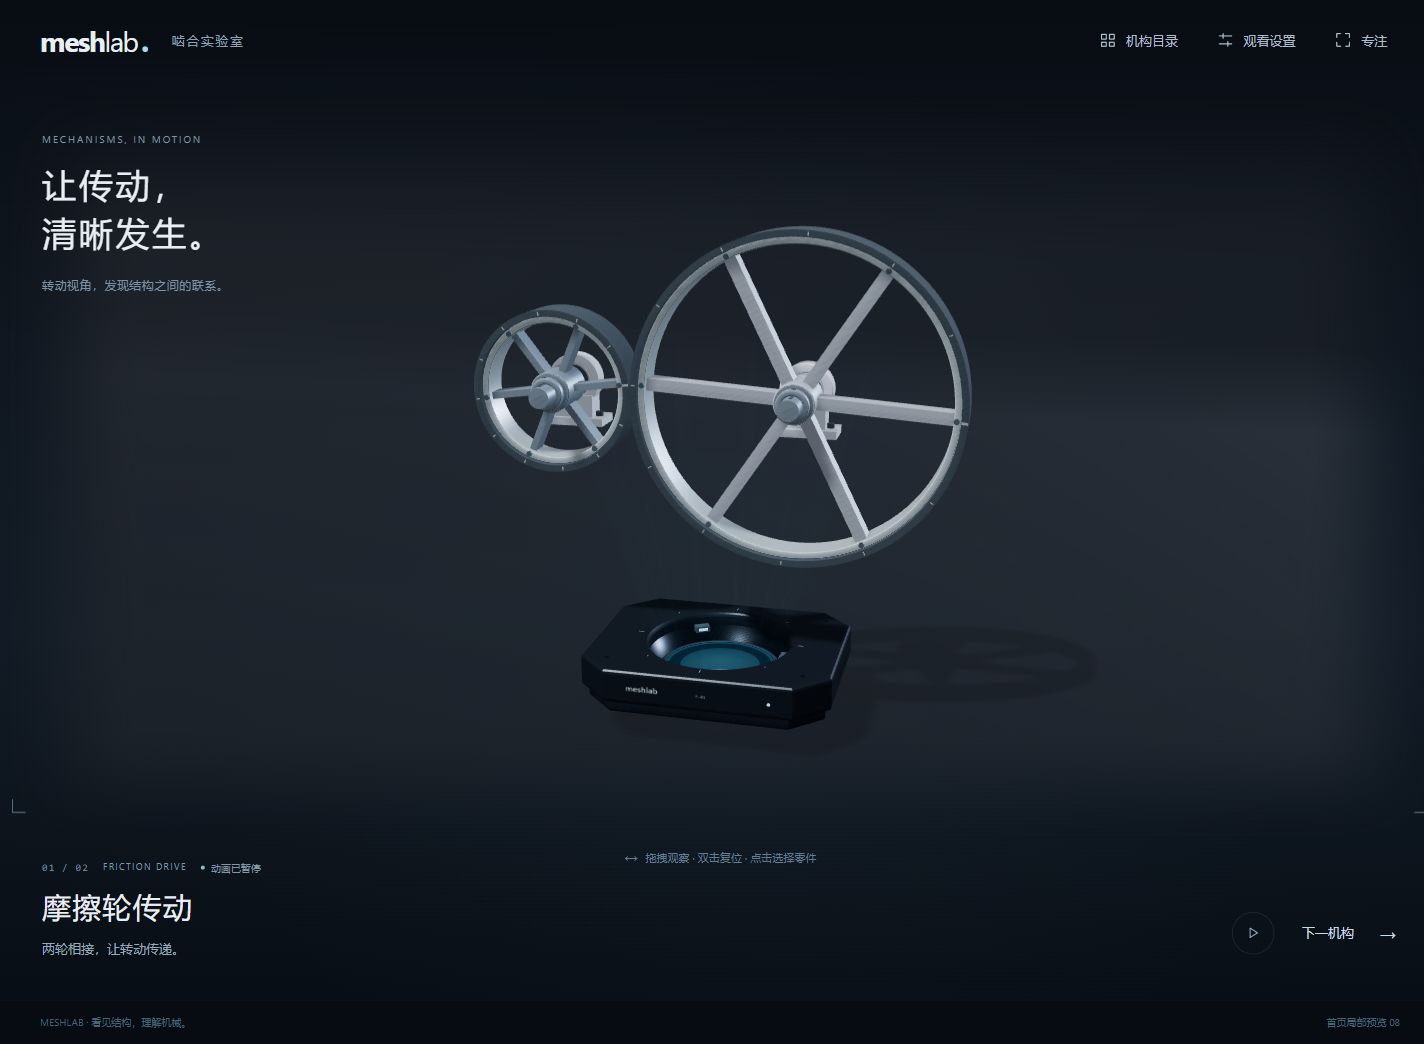 meshlab.
啮合实验室
机构目录
观看设置
专注
MECHANISMS, IN MOTION
让传动，
清晰发生。
转动视角，发现结构之间的联系。
meshlab
拖拽观察 · 双击复位 · 点击选择零件
01 / 02 FRICTION DRIVE • 动画已暂停
摩擦轮传动
两轮相接，让转动传递。
下一机构 →
MESHLAB · 看见结构，理解机械。
首页局部预览 08